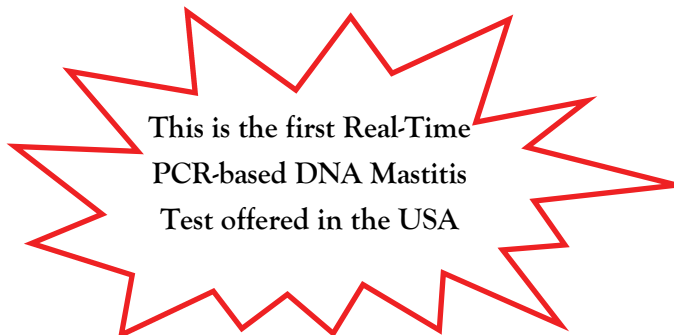 This is the first Real-Time
PCR-based DNA Mastitis
Test offered in the USA